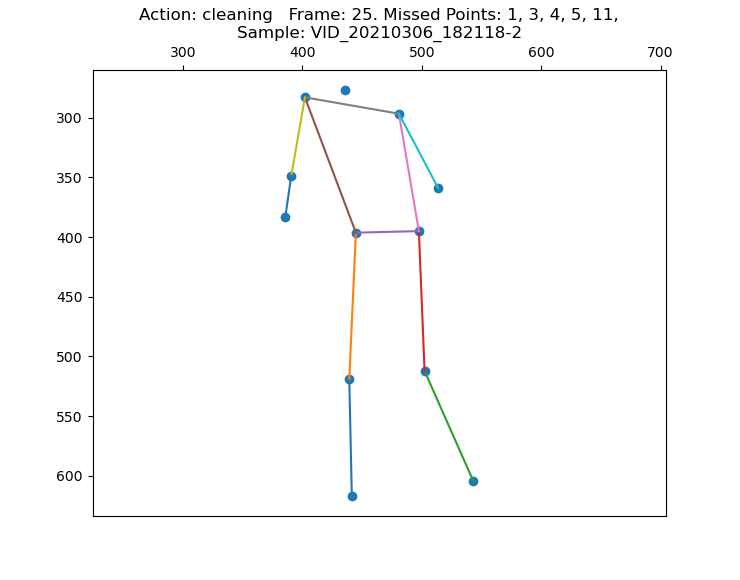 Action: cleaning   Frame: 25. Missed Points: 1, 3, 4, 5, 11,
Sample: VID_20210306_182118-2
300 400 500 600 700
300
350
400
450
500
550
600